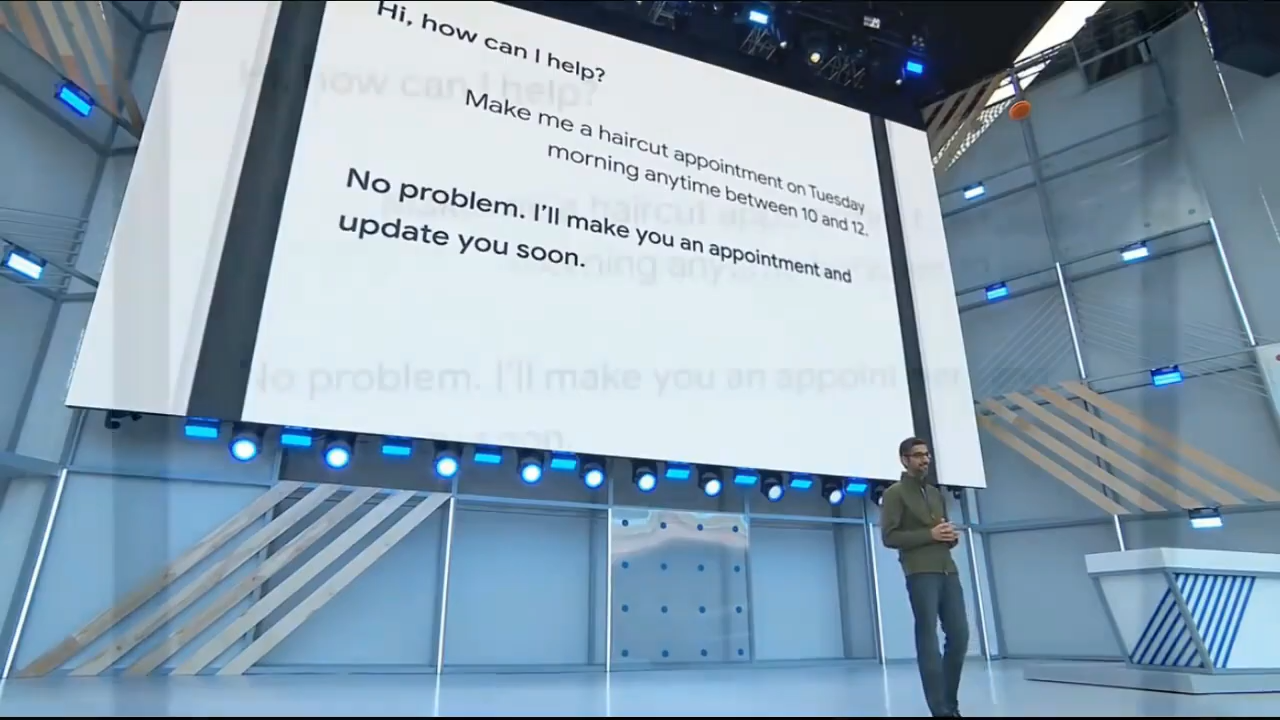 Hi, how can I help?
Make me a haircut appointment on Tuesday
morning anytime between 10 and 12.
No problem. I'll make you an appointment and
update you soon.